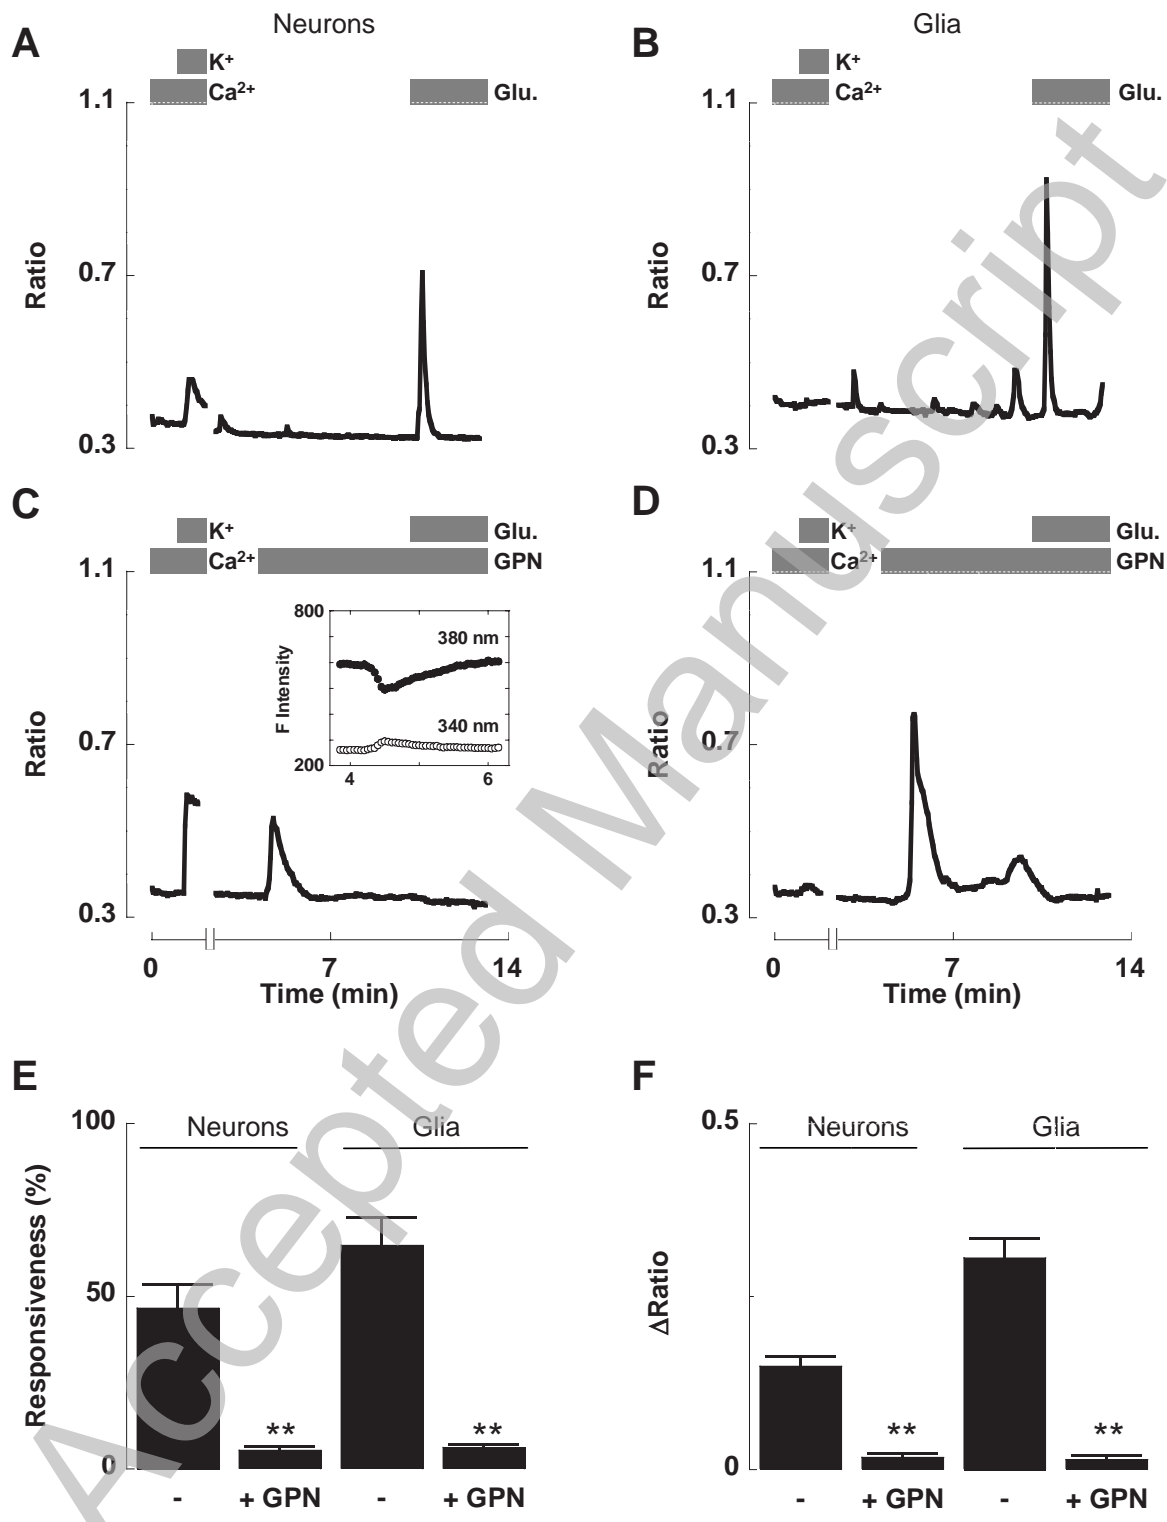 A
Neurons
K+
Ca2+
Glu.
1.1
0.7
0.3
Ratio
B
Glia
K+
Ca2+
Glu.
1.1
0.7
0.3
Ratio
C
K+
Glu.
Ca2+
GPN
1.1
0.7
0.3
Ratio
800
380 nm
F Intensity
340 nm
200
4
6
0
7
14
Time (min)
D
K+
Glu.
Ca2+
GPN
1.1
0.7
0.3
Ratio
0
7
14
Time (min)
E
100
50
0
Responsiveness (%)
Neurons
Glia
**
**
-
+ GPN
-
+ GPN
F
0.5
0
ΔRatio
Neurons
Glia
**
**
-
+ GPN
-
+ GPN
Accepted Manuscript